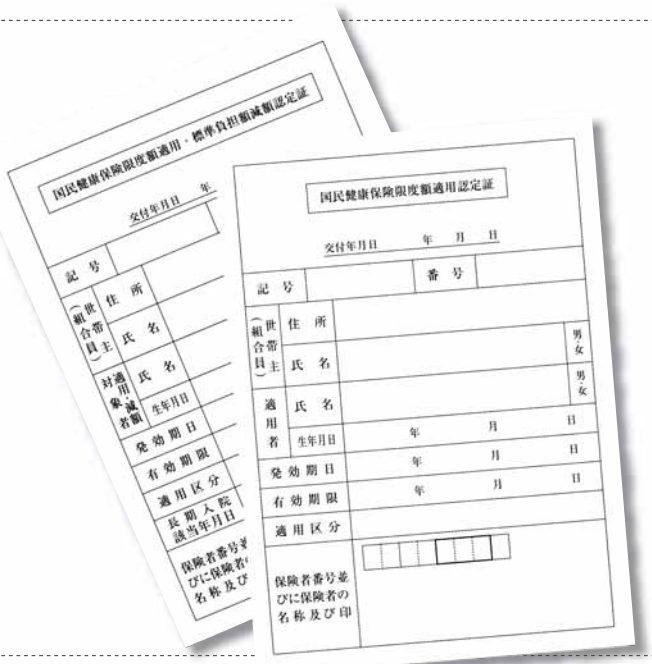 国民健康保険限度額適用・標準負担額減額認定証
交付年月日 年
記号
(組合員)世帯主
住所
氏名
対象者 適用・減額
氏名
生年月日
発効期日
有効期限
適用区分
長期入院
該当年月日
保険者番号並
びに保険者の
名称及び
国民健康保険限度額適用認定証
交付年月日 年 月 日
記号 番号
(組合員)世帯主
住所
氏名 男・女
適用者
氏名 男・女
生年月日 年 月 日
発効期日 年 月 日
有効期限 年 月 日
適用区分
保険者番号並
びに保険者の
名称及び印